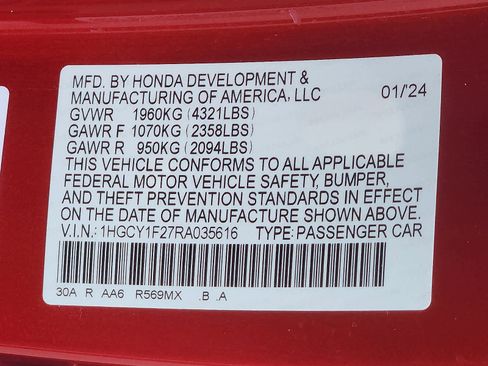 MFD. BY HONDA DEVELOPMENT &
MANUFACTURING OF AMERICA, LLC 01/'24
GVWR 1960KG (4321LBS)
GAWR F 1070KG (2358LBS)
GAWR R 950KG (2094LBS)
THIS VEHICLE CONFORMS TO ALL APPLICABLE
FEDERAL MOTOR VEHICLE SAFETY, BUMPER,
AND THEFT PREVENTION STANDARDS IN EFFECT
ON THE DATE OF MANUFACTURE SHOWN ABOVE.
V.I.N.: 1HGCY1F27RA035616 TYPE: PASSENGER CAR
30A R AA6 R569MX .B .A